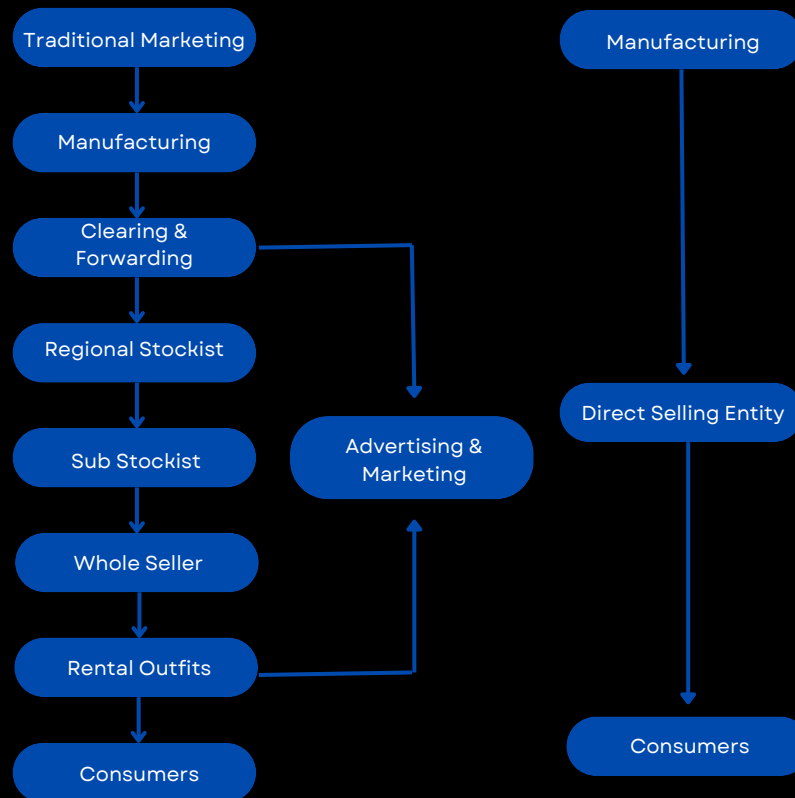 Traditional Marketing
Manufacturing
Clearing &
Forwarding
Regional Stockist
Sub Stockist
Whole Seller
Rental Outfits
Consumers
Advertising &
Marketing
Manufacturing
Direct Selling Entity
Consumers